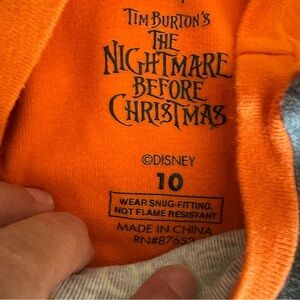 TIM BURTON'S
THE
NIGHTMARE
BEFORE
CHRISTMAS
©DISNEY
10
WEAR SNUG-FITTING,
NOT FLAME RESISTANT
MADE IN CHINA